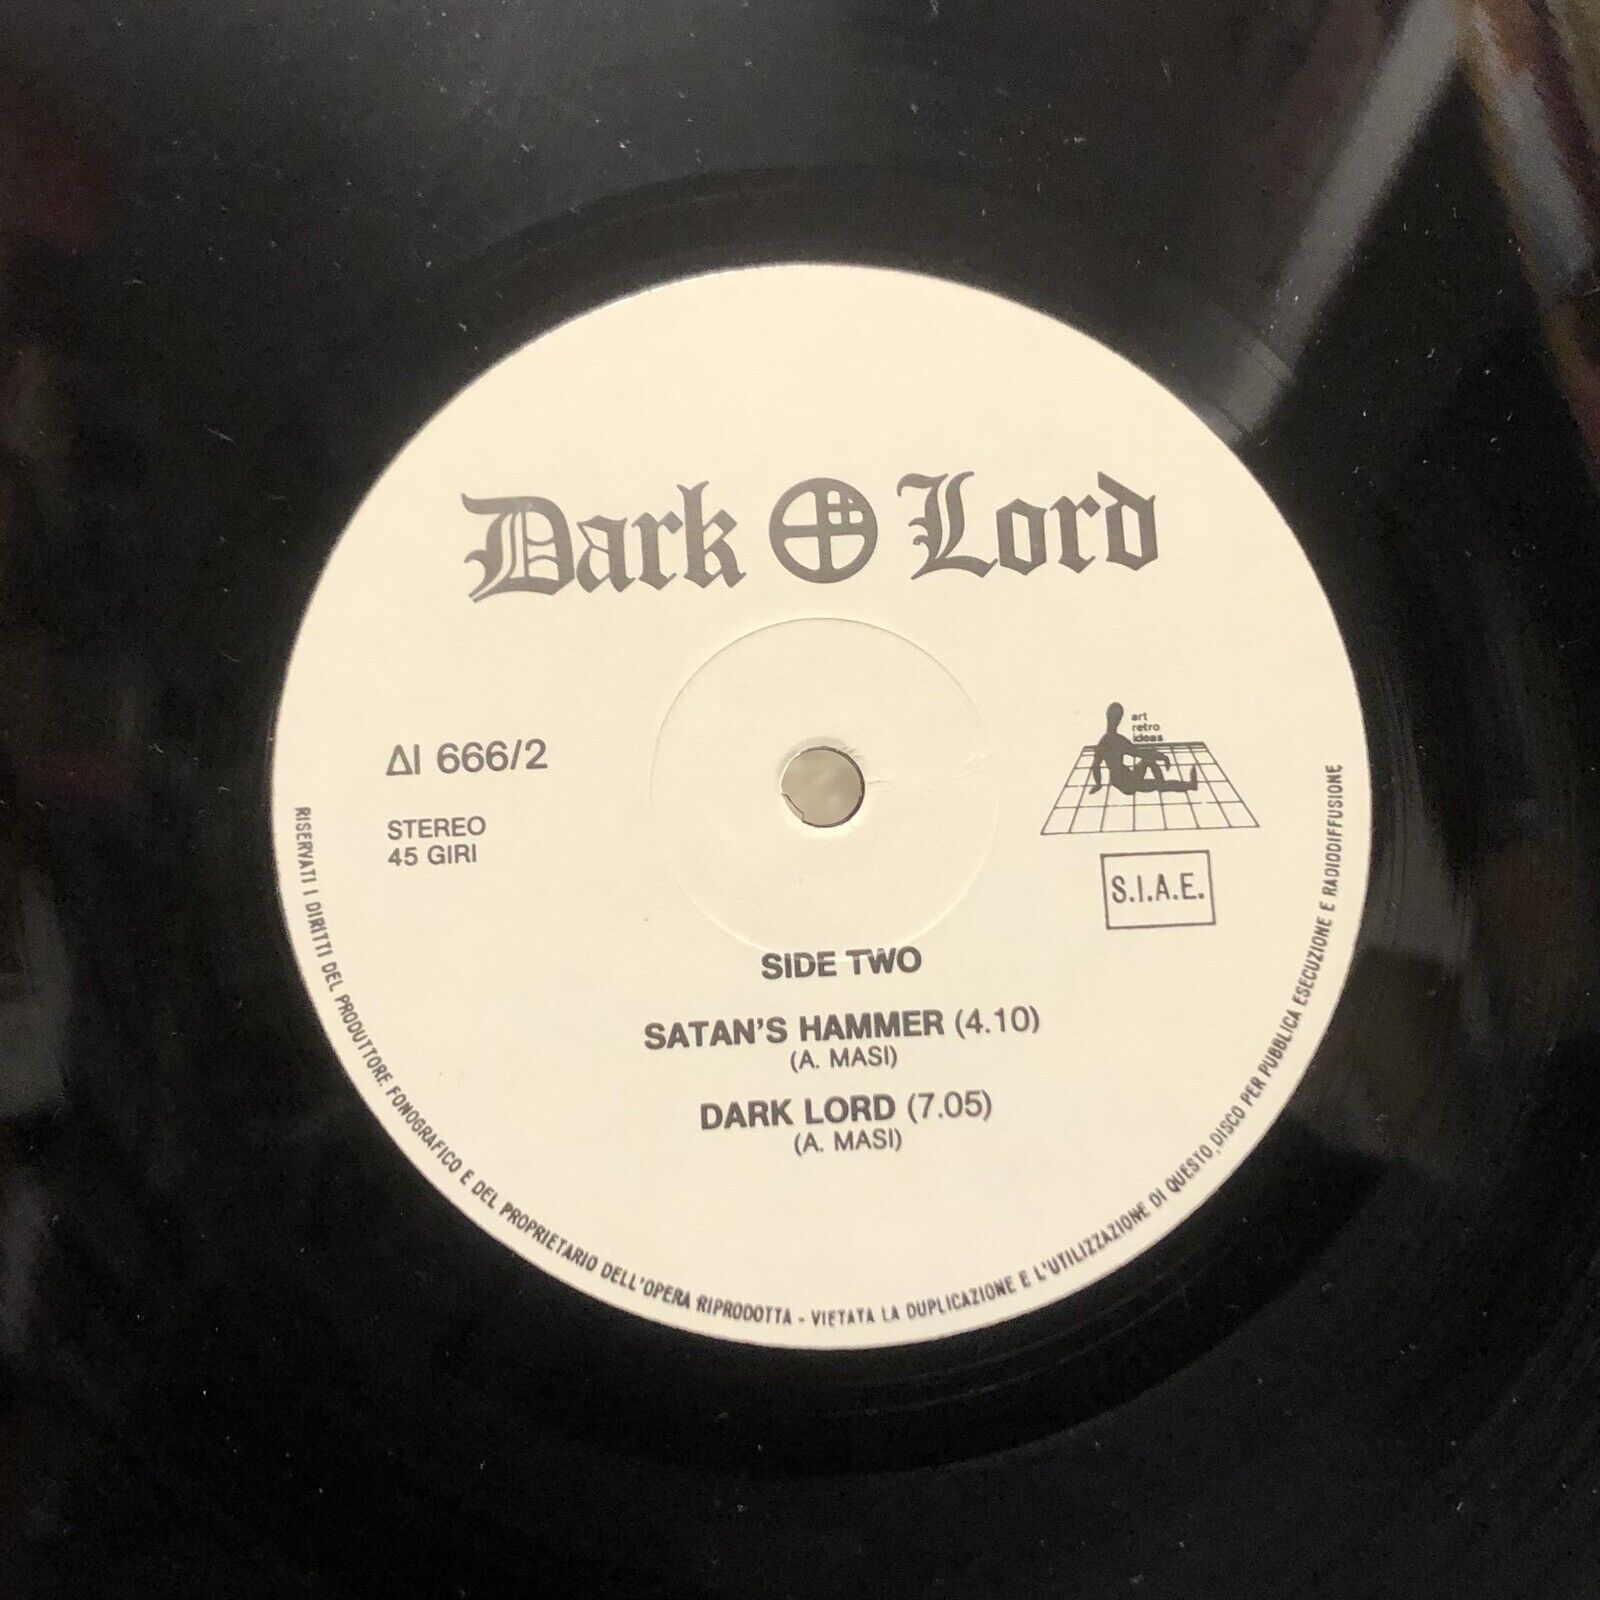 Dark Lord
art
retro
ideas
ΔI 666/2
STEREO
45 GIRI
S.I.A.E.
SIDE TWO
SATAN'S HAMMER (4.10)
(A. MASI)
DARK LORD (7.05)
(A. MASI)
RISERVATI I DIRITTI DEL PRODUTTORE FONOGRAFICO E DEL PROPRIETARIO DELL'OPERA RIPRODOTTA - VIETATA LA DUPLICAZIONE E L'UTILIZZAZIONE DI QUESTO DISCO PER PUBBLICA ESECUZIONE E RADIODIFFUSIONE